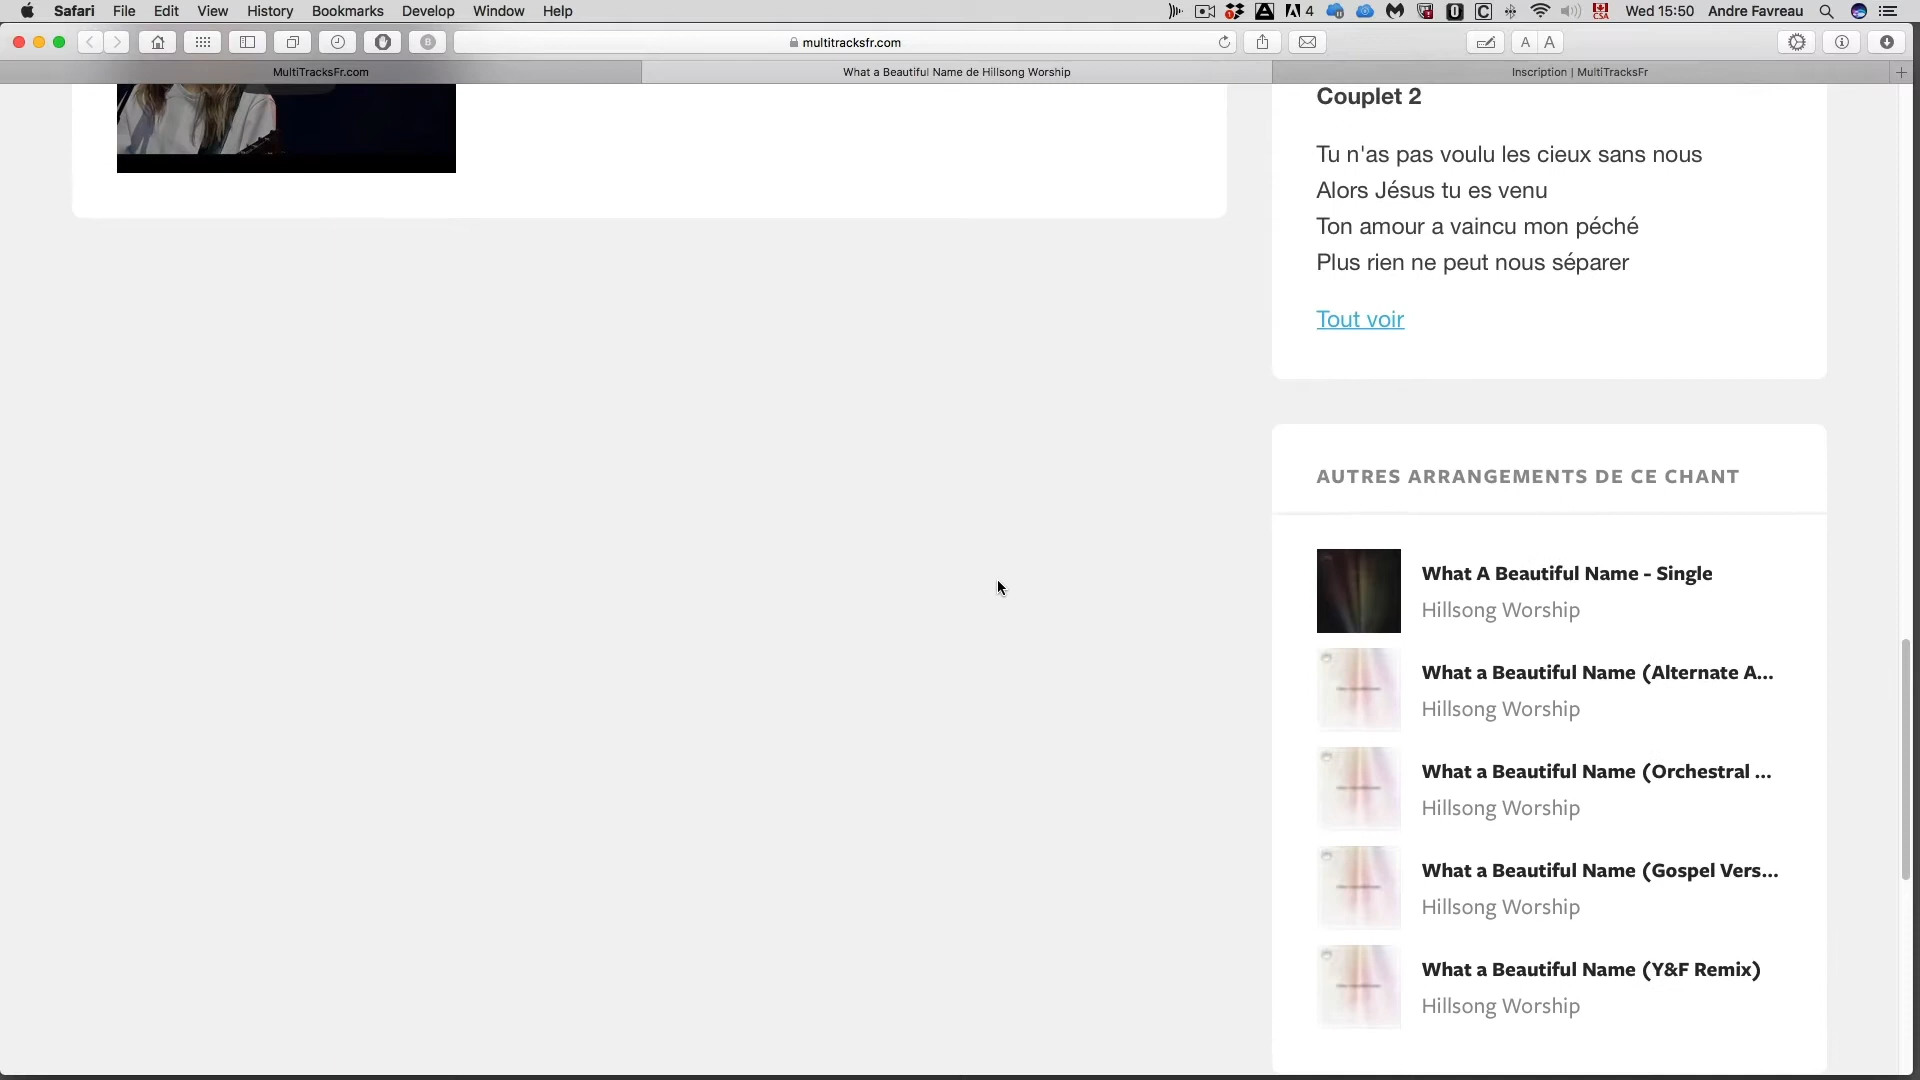 Safari File Edit View History Bookmarks Develop Window Help 4 Wed 15:50 Andre Favreau
multitracksfr.com A A
MultiTracksFr.com What a Beautiful Name de Hillsong Worship Inscription | MultiTracksFr
Couplet 2
Tu n'as pas voulu les cieux sans nous
Alors Jésus tu es venu
Ton amour a vaincu mon péché
Plus rien ne peut nous séparer
Tout voir
AUTRES ARRANGEMENTS DE CE CHANT
What A Beautiful Name - Single
Hillsong Worship
What a Beautiful Name (Alternate A...
Hillsong Worship
What a Beautiful Name (Orchestral ...
Hillsong Worship
What a Beautiful Name (Gospel Vers...
Hillsong Worship
What a Beautiful Name (Y&F Remix)
Hillsong Worship